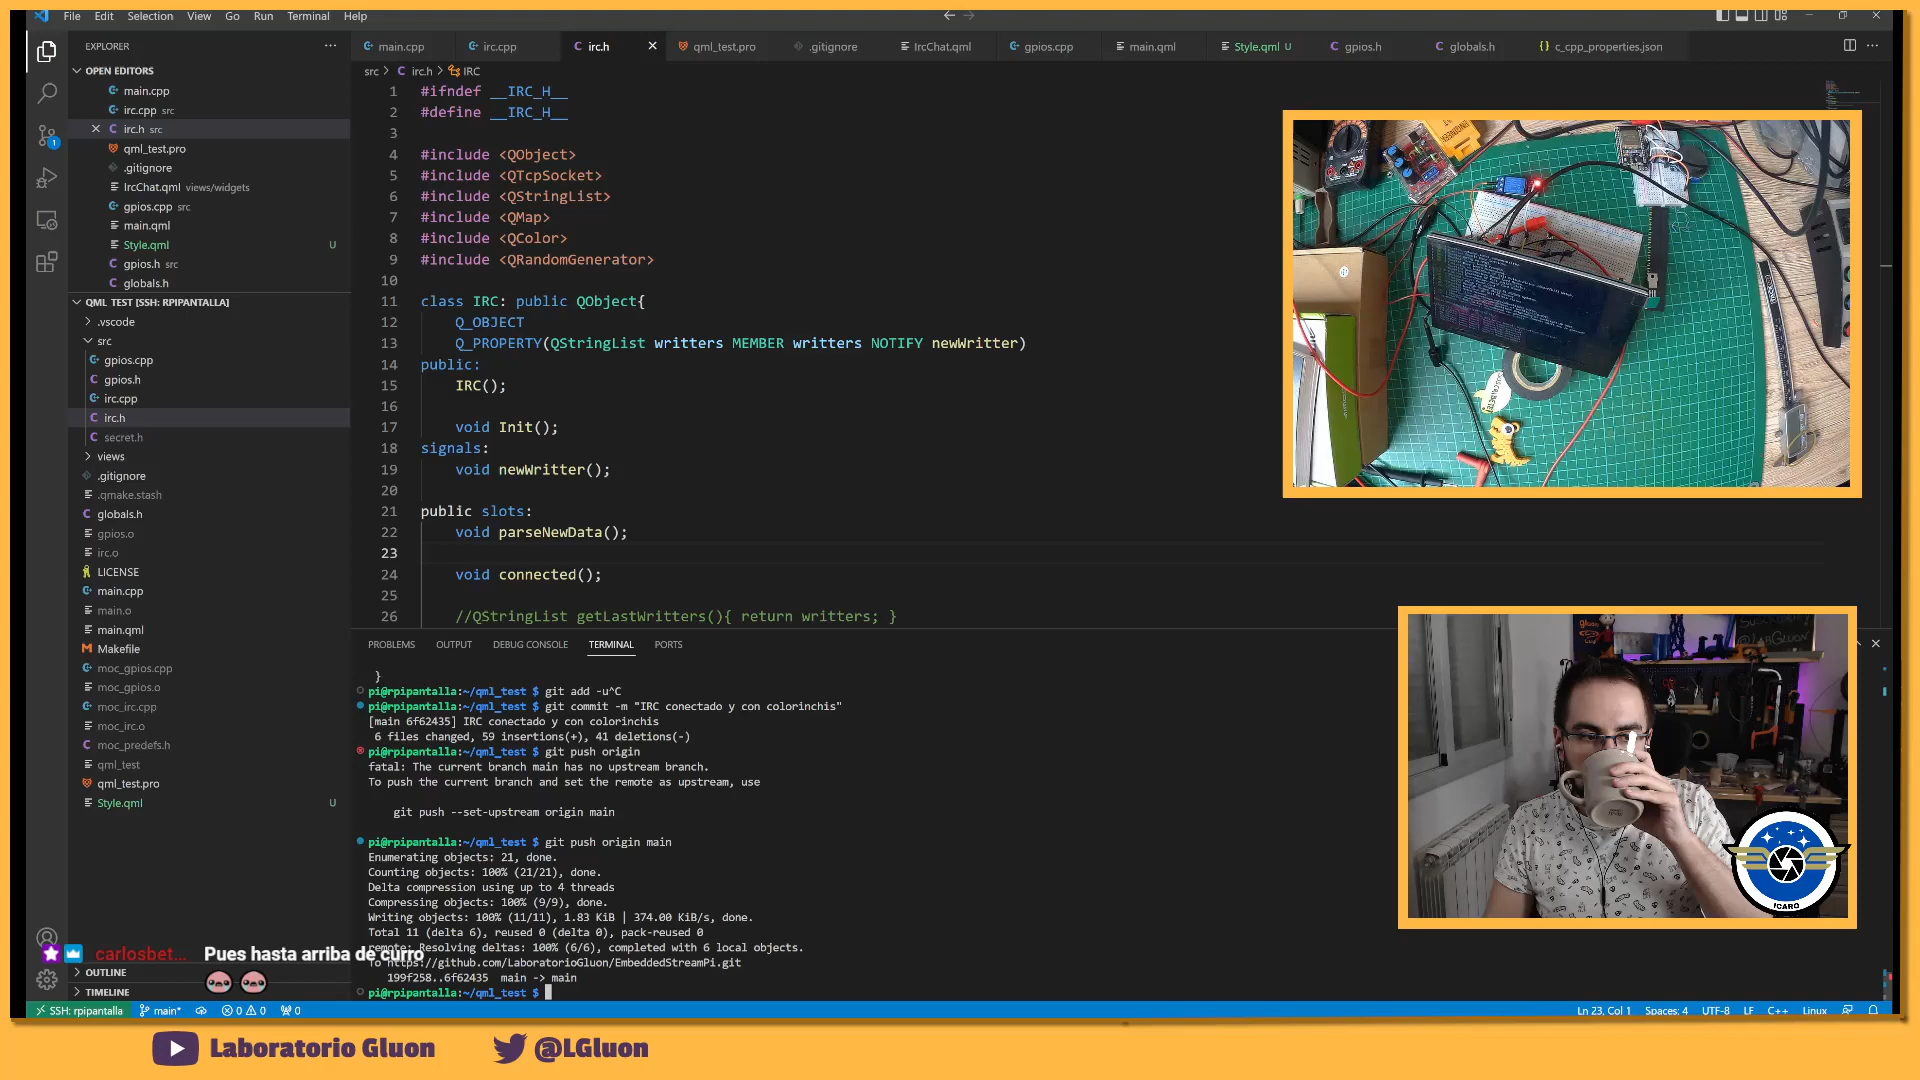 File Edit Selection View Go Run Terminal Help
EXPLORER
OPEN EDITORS
main.cpp
irc.cpp src
irc.h src
qml_test.pro
.gitignore
IrcChat.qml views/widgets
gpios.cpp src
main.qml
Style.qml U
gpios.h src
globals.h
QML TEST [SSH: RPIPANTALLA]
.vscode
src
gpios.cpp
gpios.h
irc.cpp
irc.h
secret.h
views
.gitignore
.qmake.stash
globals.h
gpios.o
irc.o
LICENSE
main.cpp
main.o
main.qml
Makefile
moc_gpios.cpp
moc_gpios.o
moc_irc.cpp
moc_irc.o
moc_predefs.h
qml_test
qml_test.pro
Style.qml U
OUTLINE
TIMELINE
main.cpp irc.cpp irc.h qml_test.pro .gitignore IrcChat.qml gpios.cpp main.qml Style.qml U gpios.h globals.h c_cpp_properties.json
src > irc.h > IRC
1 #ifndef __IRC_H__
2 #define __IRC_H__
3
4 #include <QObject>
5 #include <QTcpSocket>
6 #include <QStringList>
7 #include <QMap>
8 #include <QColor>
9 #include <QRandomGenerator>
10
11 class IRC: public QObject{
12 Q_OBJECT
13 Q_PROPERTY(QStringList writters MEMBER writters NOTIFY newWritter)
14 public:
15 IRC();
16
17 void Init();
18 signals:
19 void newWritter();
20
21 public slots:
22 void parseNewData();
23
24 void connected();
25
26 //QStringList getLastWritters(){ return writters; }
PROBLEMS OUTPUT DEBUG CONSOLE TERMINAL PORTS
}
pi@rpipantalla:~/qml_test $ git add -u^C
pi@rpipantalla:~/qml_test $ git commit -m "IRC conectado y con colorinchis"
[main 6f62435] IRC conectado y con colorinchis
6 files changed, 59 insertions(+), 41 deletions(-)
pi@rpipantalla:~/qml_test $ git push origin
fatal: The current branch main has no upstream branch.
To push the current branch and set the remote as upstream, use
git push --set-upstream origin main
pi@rpipantalla:~/qml_test $ git push origin main
Enumerating objects: 21, done.
Counting objects: 100% (21/21), done.
Delta compression using up to 4 threads
Compressing objects: 100% (9/9), done.
Writing objects: 100% (11/11), 1.83 KiB | 374.00 KiB/s, done.
Total 11 (delta 6), reused 0 (delta 0), pack-reused 0
remote: Resolving deltas: 100% (6/6), completed with 6 local objects.
To https://github.com/LaboratorioGluon/EmbeddedStreamPi.git
199f258..6f62435 main -> main
pi@rpipantalla:~/qml_test $
carlosbet... Pues hasta arriba de curro
SSH: rpipantalla main* 0 0 0 Ln 23, Col 1 Spaces: 4 UTF-8 LF C++ Linux
ICARO
Laboratorio Gluon @LGluon